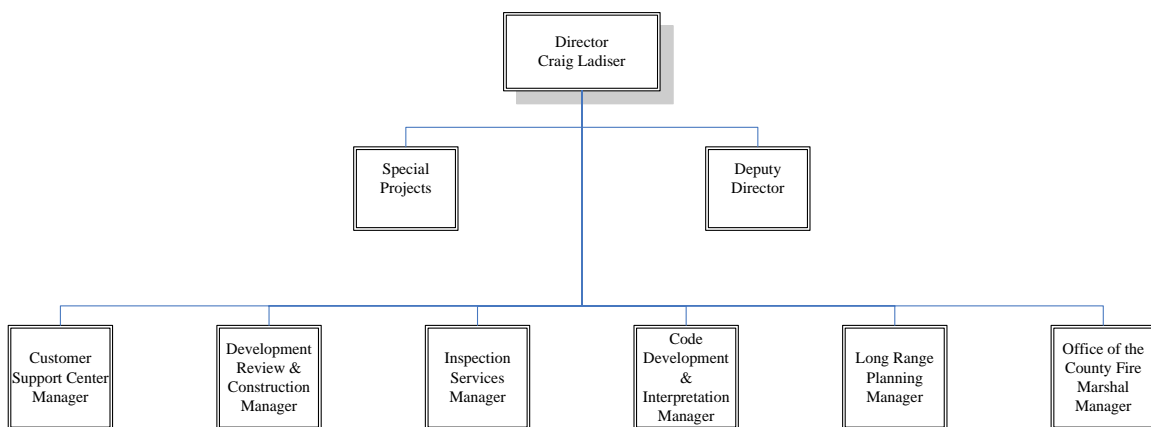 Director
Craig Ladiser
Special
Projects
Deputy
Director
Customer
Support Center
Manager
Development
Review &
Construction
Manager
Inspection
Services
Manager
Code
Development
&
Interpretation
Manager
Long Range
Planning
Manager
Office of the
County Fire
Marshal
Manager